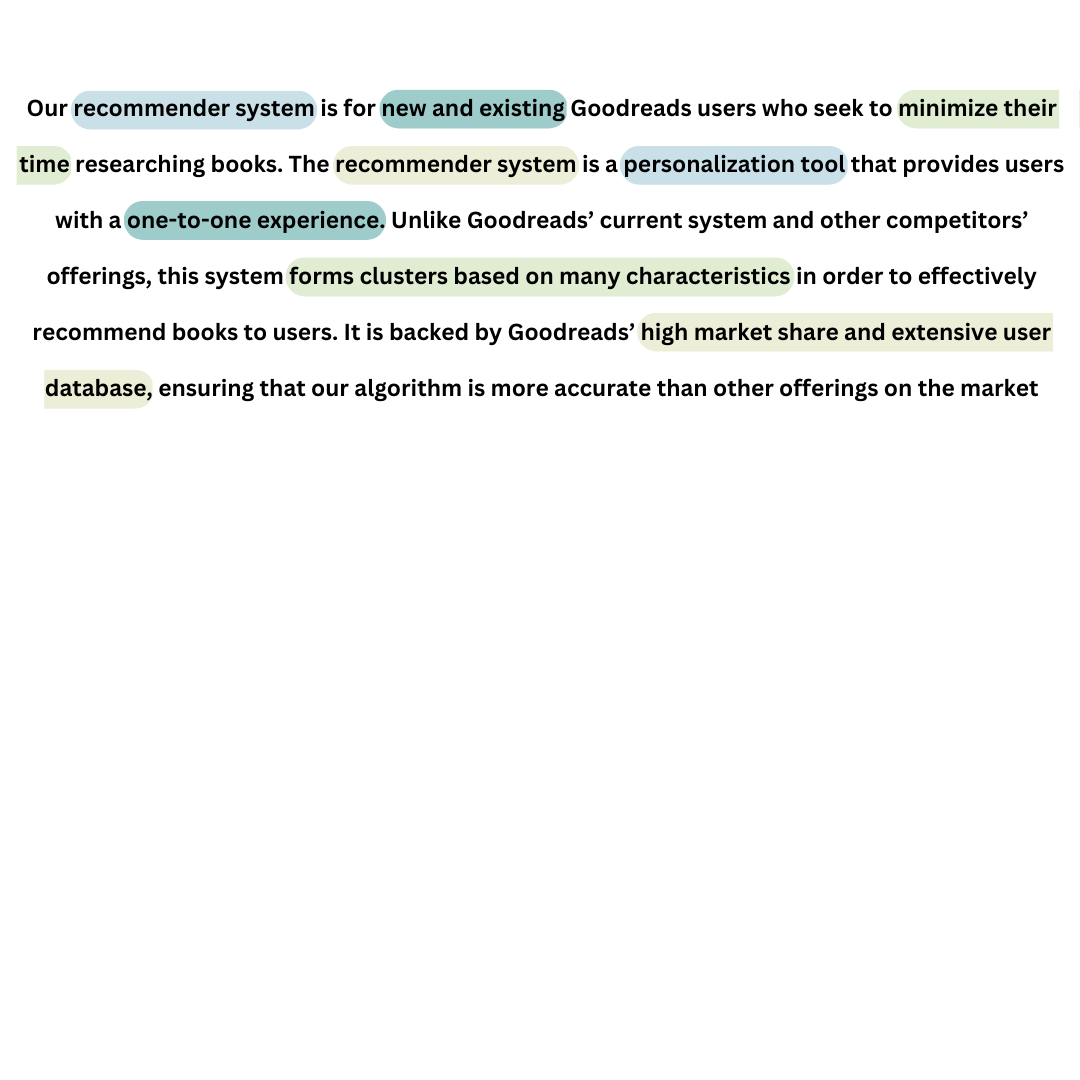 Our recommender system is for new and existing Goodreads users who seek to minimize their
time researching books. The recommender system is a personalization tool that provides users
with a one-to-one experience. Unlike Goodreads’ current system and other competitors’
offerings, this system forms clusters based on many characteristics in order to effectively
recommend books to users. It is backed by Goodreads’ high market share and extensive user
database, ensuring that our algorithm is more accurate than other offerings on the market